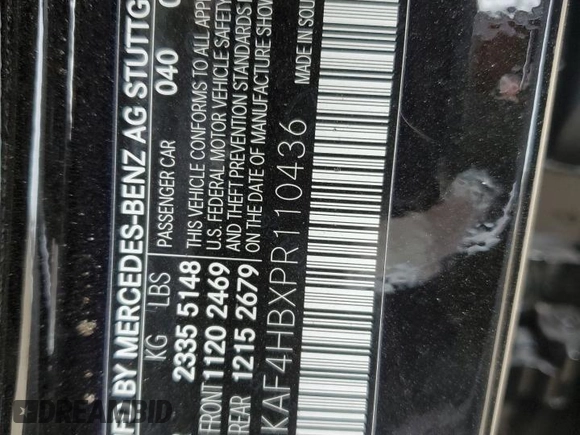 BY MERCEDES-BENZ AG STUTTG
KG LBS PASSENGER CAR 040
2335 5148
FRONT 1120 2469
REAR 1215 2679
THIS VEHICLE CONFORMS TO ALL APPL
U.S. FEDERAL MOTOR VEHICLE SAFETY
AND THEFT PREVENTION STANDARDS
ON THE DATE OF MANUFACTURE SHOW
KAF4HBXPR110436
MADE IN SOU
DREAMBID